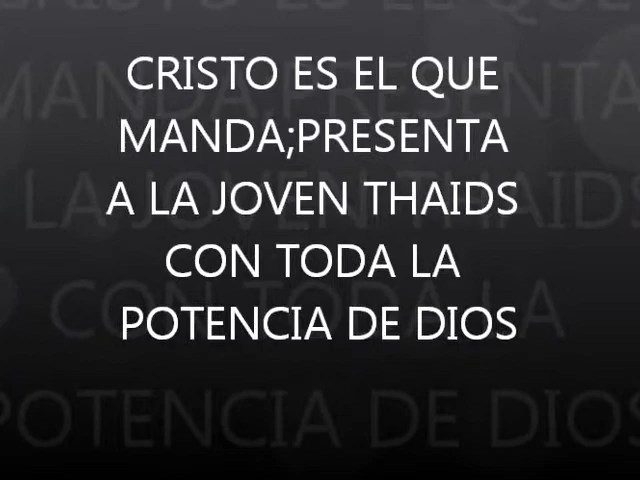 CRISTO ES EL QUE
MANDA;PRESENTA
A LA JOVEN THAIDS
CON TODA LA
POTENCIA DE DIOS